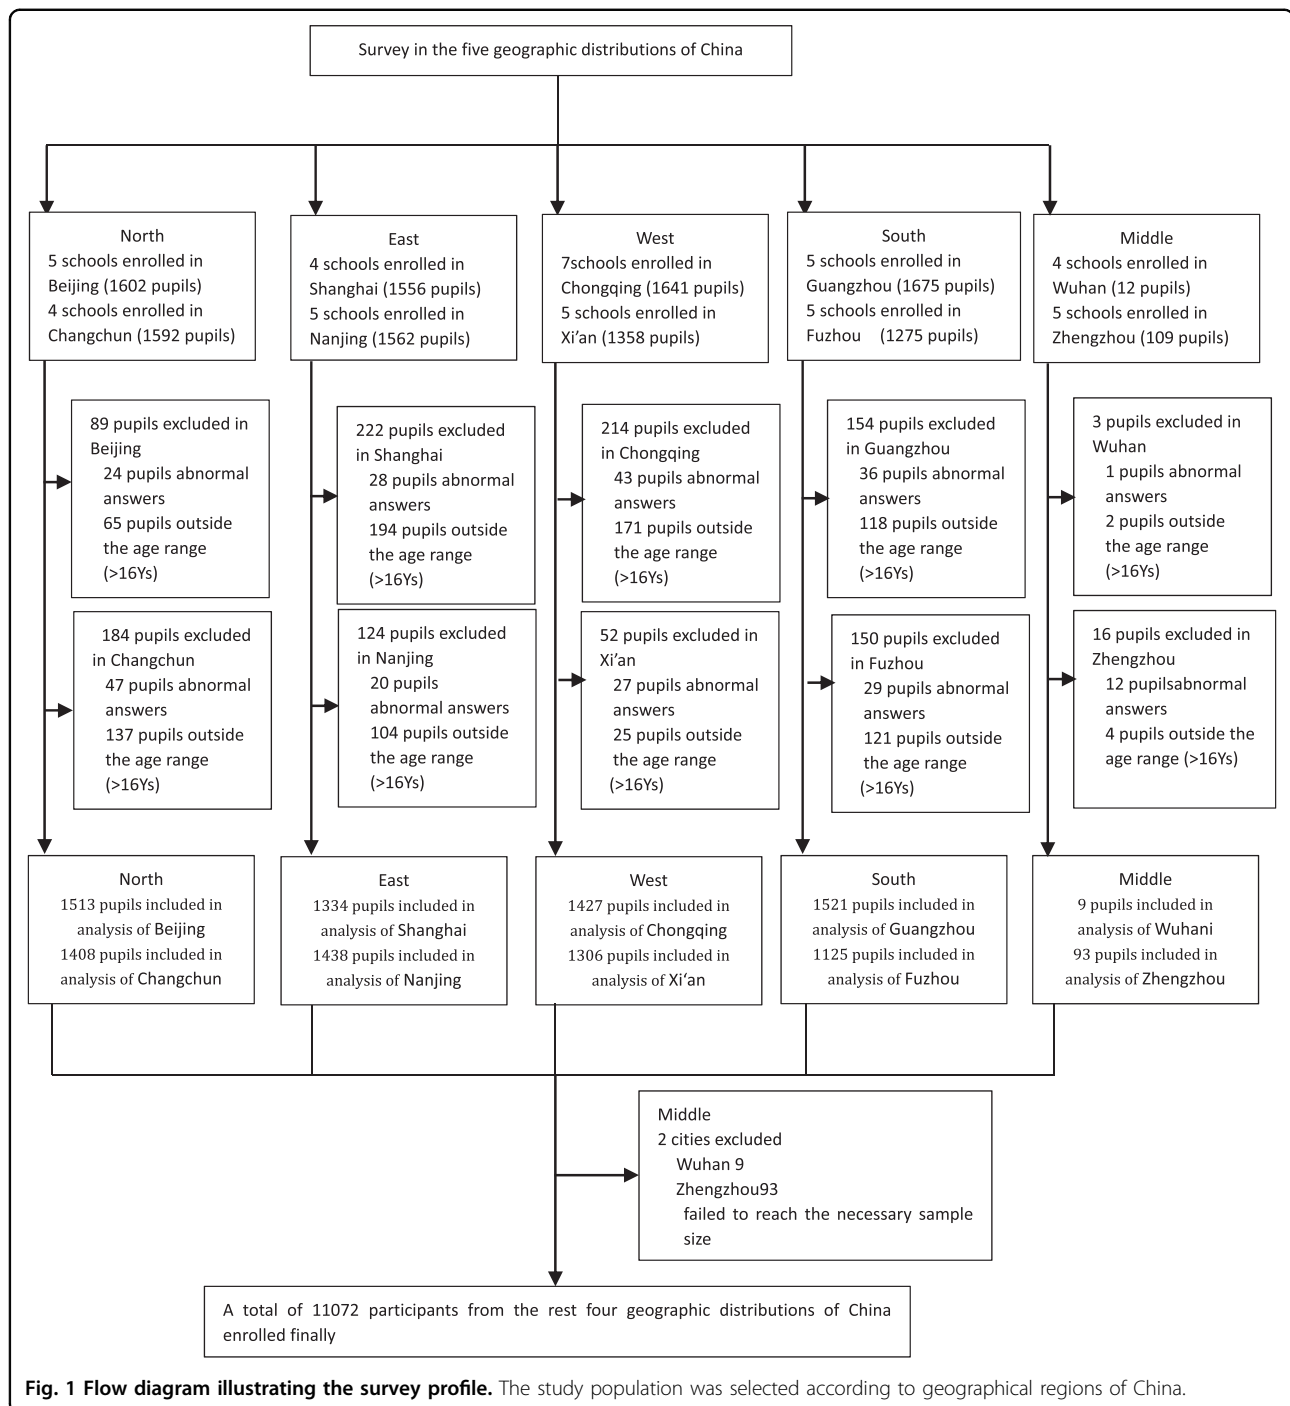 Survey in the five geographic distributions of China
North
5 schools enrolled in
Beijing (1602 pupils)
4 schools enrolled in
Changchun (1592 pupils)
East
4 schools enrolled in
Shanghai (1556 pupils)
5 schools enrolled in
Nanjing (1562 pupils)
West
7schools enrolled in
Chongqing (1641 pupils)
5 schools enrolled in
Xi’an (1358 pupils)
South
5 schools enrolled in
Guangzhou (1675 pupils)
5 schools enrolled in
Fuzhou (1275 pupils)
Middle
4 schools enrolled in
Wuhan (12 pupils)
5 schools enrolled in
Zhengzhou (109 pupils)
89 pupils excluded in
Beijing
24 pupils abnormal
answers
65 pupils outside
the age range
(>16Ys)
222 pupils excluded
in Shanghai
28 pupils abnormal
answers
194 pupils outside
the age range
(>16Ys)
214 pupils excluded
in Chongqing
43 pupils abnormal
answers
171 pupils outside
the age range
(>16Ys)
154 pupils excluded
in Guangzhou
36 pupils abnormal
answers
118 pupils outside
the age range
(>16Ys)
3 pupils excluded in
Wuhan
1 pupils abnormal
answers
2 pupils outside
the age range
(>16Ys)
184 pupils excluded
in Changchun
47 pupils abnormal
answers
137 pupils outside
the age range
(>16Ys)
124 pupils excluded
in Nanjing
20 pupils
abnormal answers
104 pupils outside
the age range
(>16Ys)
52 pupils excluded in
Xi’an
27 pupils abnormal
answers
25 pupils outside
the age range
(>16Ys)
150 pupils excluded
in Fuzhou
29 pupils abnormal
answers
121 pupils outside
the age range
(>16Ys)
16 pupils excluded in
Zhengzhou
12 pupilsabnormal
answers
4 pupils outside the
age range (>16Ys)
North
1513 pupils included in
analysis of Beijing
1408 pupils included in
analysis of Changchun
East
1334 pupils included in
analysis of Shanghai
1438 pupils included in
analysis of Nanjing
West
1427 pupils included in
analysis of Chongqing
1306 pupils included in
analysis of Xi‘an
South
1521 pupils included in
analysis of Guangzhou
1125 pupils included in
analysis of Fuzhou
Middle
9 pupils included in
analysis of Wuhani
93 pupils included in
analysis of Zhengzhou
Middle
2 cities excluded
Wuhan 9
Zhengzhou93
failed to reach the necessary sample
size
A total of 11072 participants from the rest four geographic distributions of China
enrolled finally
Fig. 1 Flow diagram illustrating the survey profile. The study population was selected according to geographical regions of China.